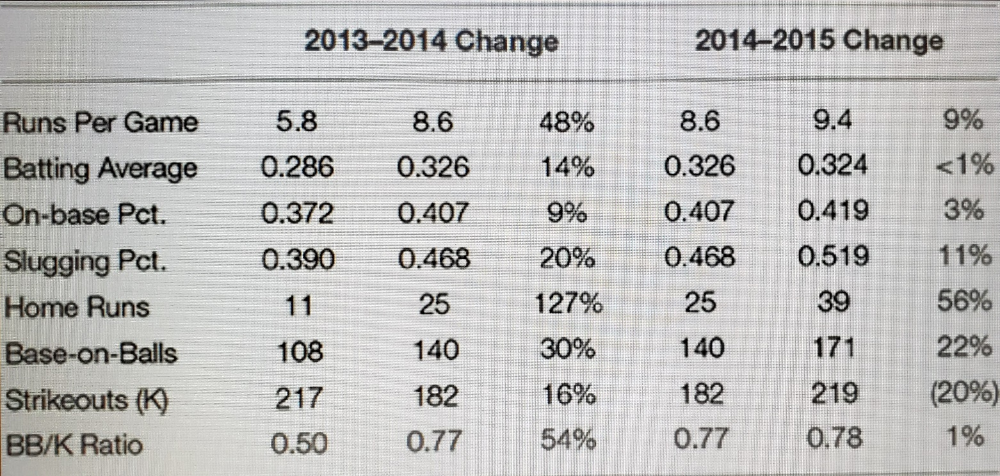 2013–2014 Change 2014–2015 Change
Runs Per Game 5.8 8.6 48% 8.6 9.4 9%
Batting Average 0.286 0.326 14% 0.326 0.324 <1%
On-base Pct. 0.372 0.407 9% 0.407 0.419 3%
Slugging Pct. 0.390 0.468 20% 0.468 0.519 11%
Home Runs 11 25 127% 25 39 56%
Base-on-Balls 108 140 30% 140 171 22%
Strikeouts (K) 217 182 16% 182 219 (20%)
BB/K Ratio 0.50 0.77 54% 0.77 0.78 1%